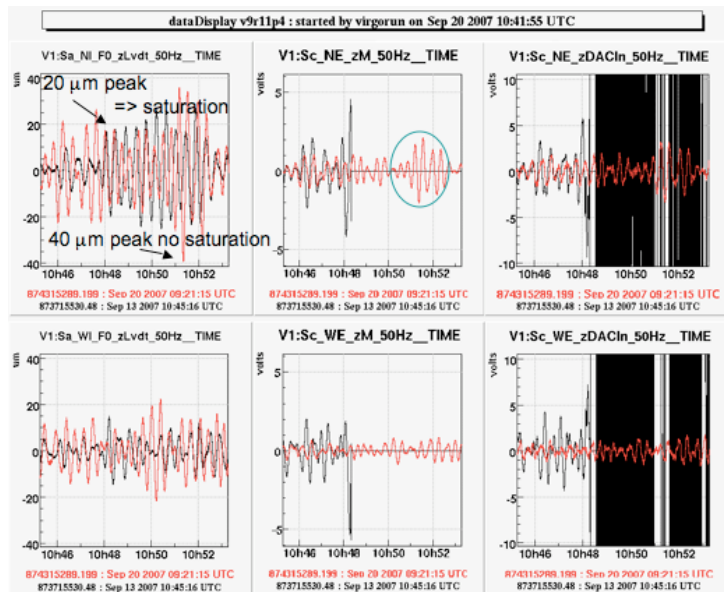 dataDisplay v9r11p4 : started by virgorun on Sep 20 2007 10:41:55 UTC
V1:Sa_NI_F0_zLvdt_50Hz__TIME
um
40
20
0
-20
-40
20 μm peak
=> saturation
40 μm peak no saturation
10h46 10h48 10h50 10h52
874315289.199 : Sep 20 2007 09:21:15 UTC
873715530.48 : Sep 13 2007 10:45:16 UTC
V1:Sc_NE_zM_50Hz__TIME
volts
5
0
-5
10h46 10h48 10h50 10h52
874315289.199 : Sep 20 2007 09:21:15 UTC
873715530.48 : Sep 13 2007 10:45:16 UTC
V1:Sc_NE_zDACIn_50Hz__TIME
volts
10
5
0
-5
-10
10h46 10h48 10h50 10h52
874315289.199 : Sep 20 2007 09:21:15 UTC
873715530.48 : Sep 13 2007 10:45:16 UTC
V1:Sa_WI_F0_zLvdt_50Hz__TIME
um
40
20
0
-20
10h46 10h48 10h50 10h52
874315289.199 : Sep 20 2007 09:21:15 UTC
873715530.48 : Sep 13 2007 10:45:16 UTC
V1:Sc_WE_zM_50Hz__TIME
volts
5
0
-5
10h46 10h48 10h50 10h52
874315289.199 : Sep 20 2007 09:21:15 UTC
873715530.48 : Sep 13 2007 10:45:16 UTC
V1:Sc_WE_zDACIn_50Hz__TIME
volts
10
5
0
-5
-10
10h46 10h48 10h50 10h52
874315289.199 : Sep 20 2007 09:21:15 UTC
873715530.48 : Sep 13 2007 10:45:16 UTC